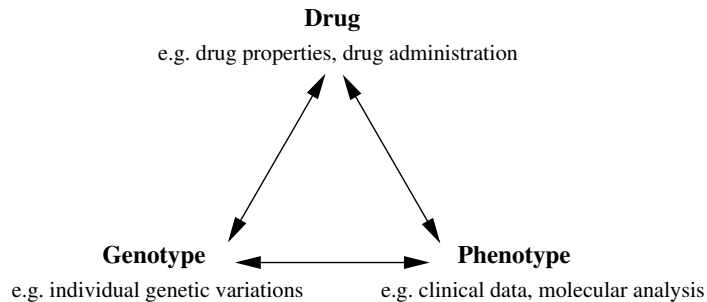 Drug
e.g. drug properties, drug administration
Genotype
e.g. individual genetic variations
Phenotype
e.g. clinical data, molecular analysis